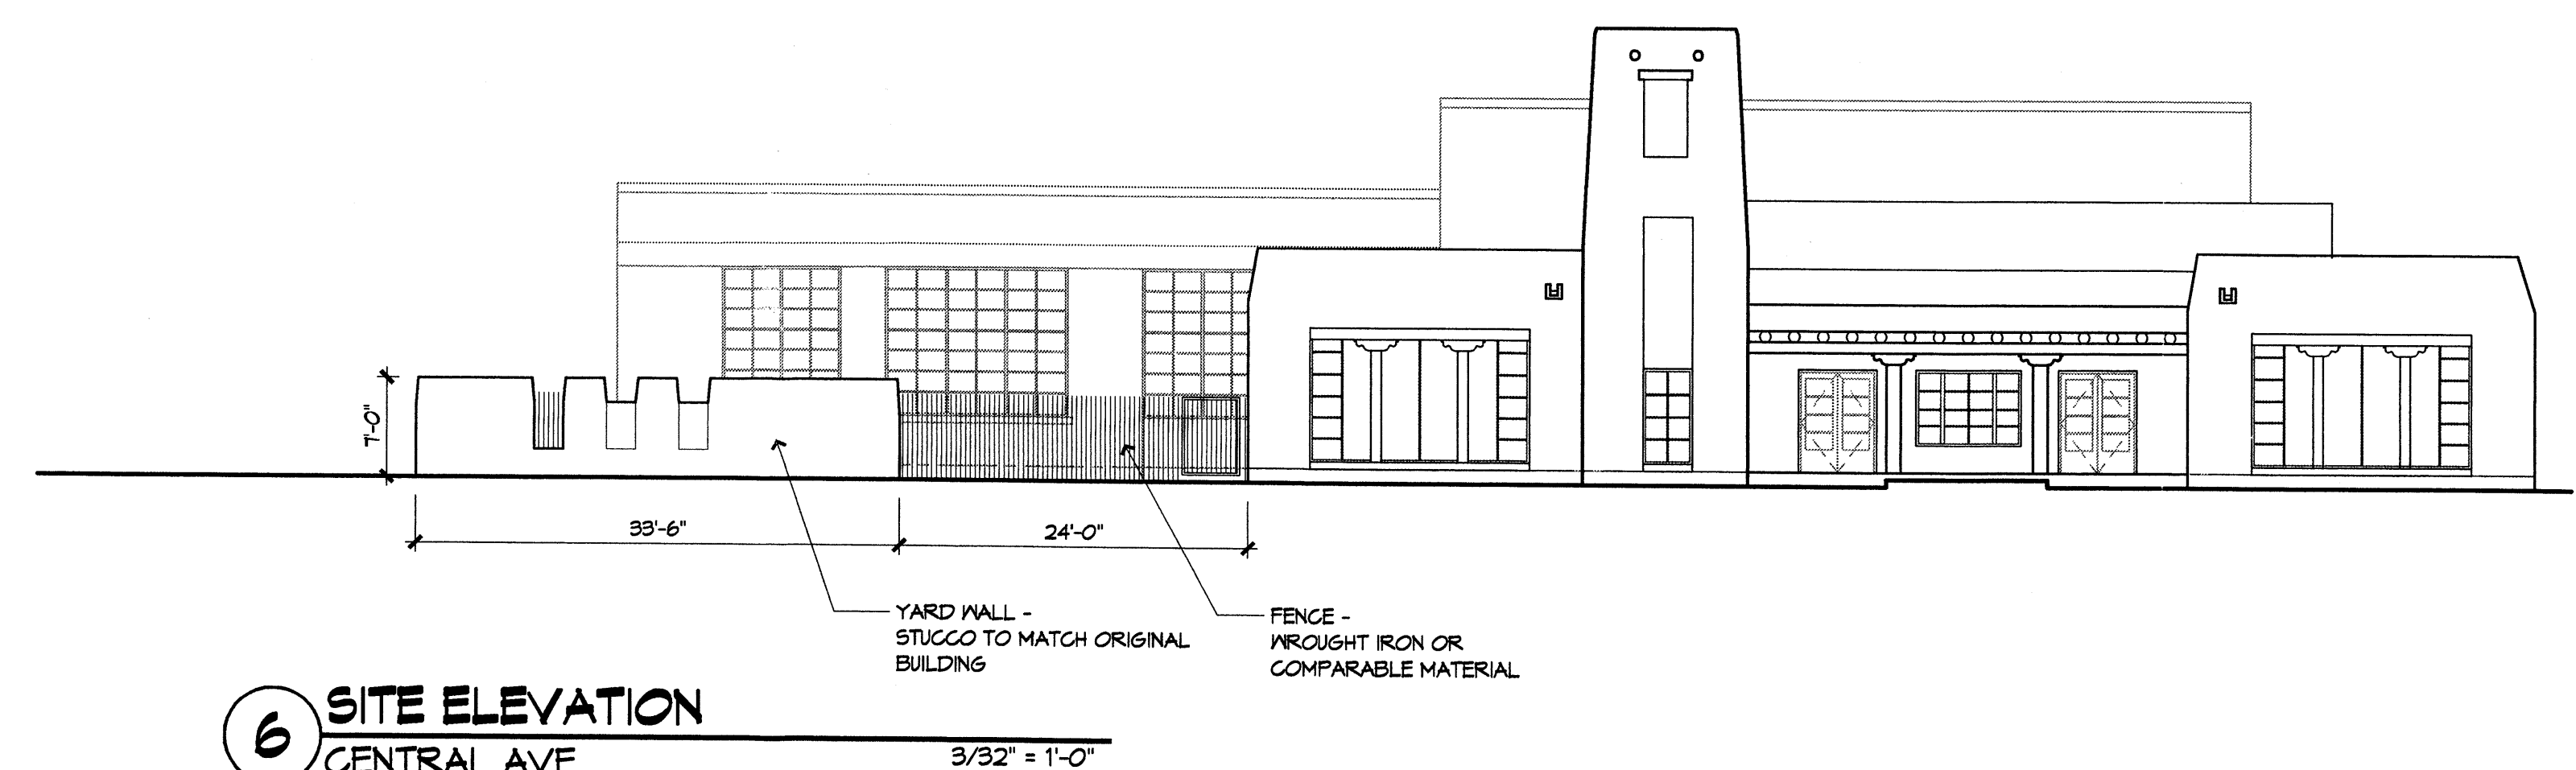 7'-0"
33'-6"
24'-0"
YARD WALL -
STUCCO TO MATCH ORIGINAL
BUILDING
FENCE -
WROUGHT IRON OR
COMPARABLE MATERIAL
6
SITE ELEVATION
CENTRAL AVE
3/32" = 1'-0"